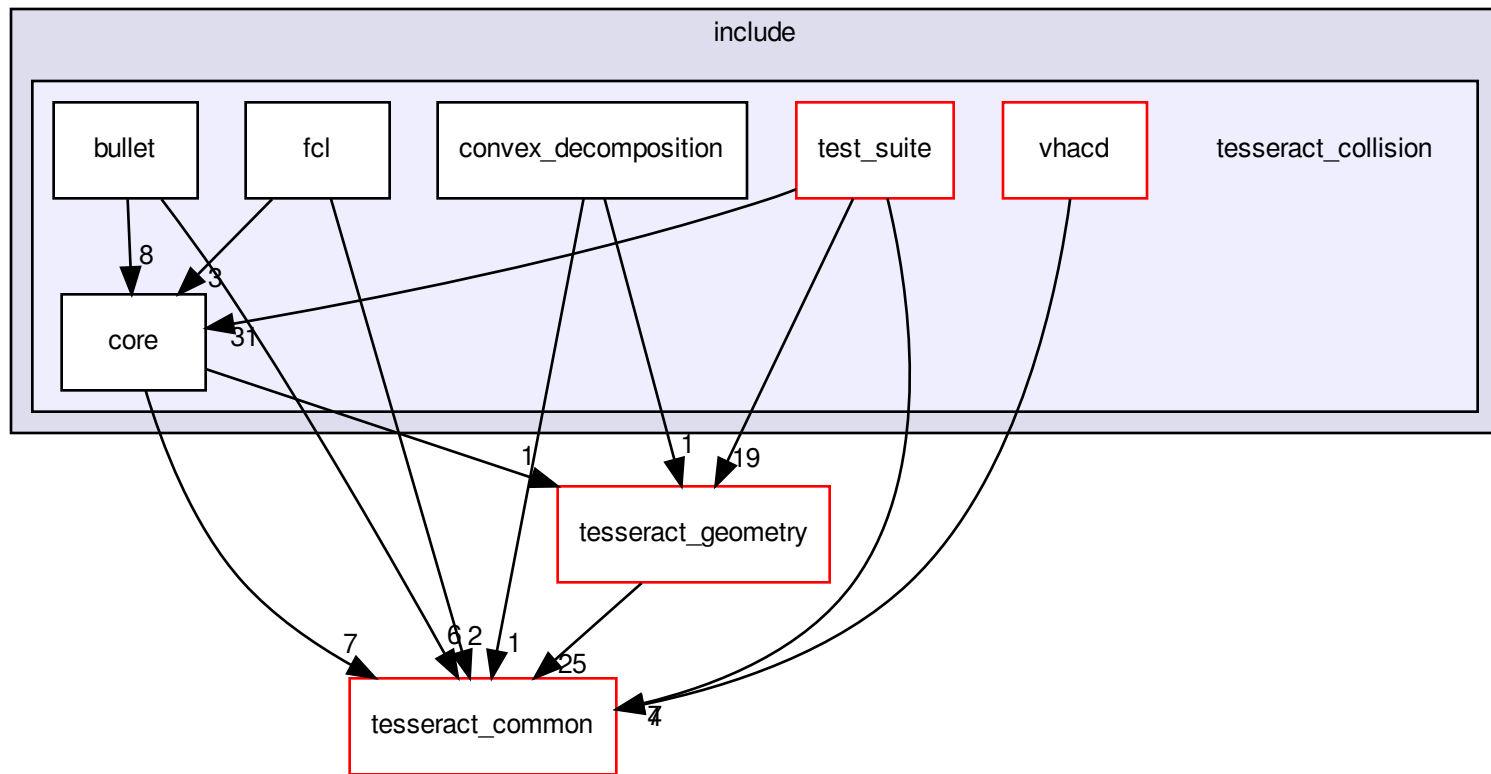 include
bullet
fcl
convex_decomposition
test_suite
vhacd
tesseract_collision
8
3
31
core
1
1
19
tesseract_geometry
7
6
2
1
25
tesseract_common